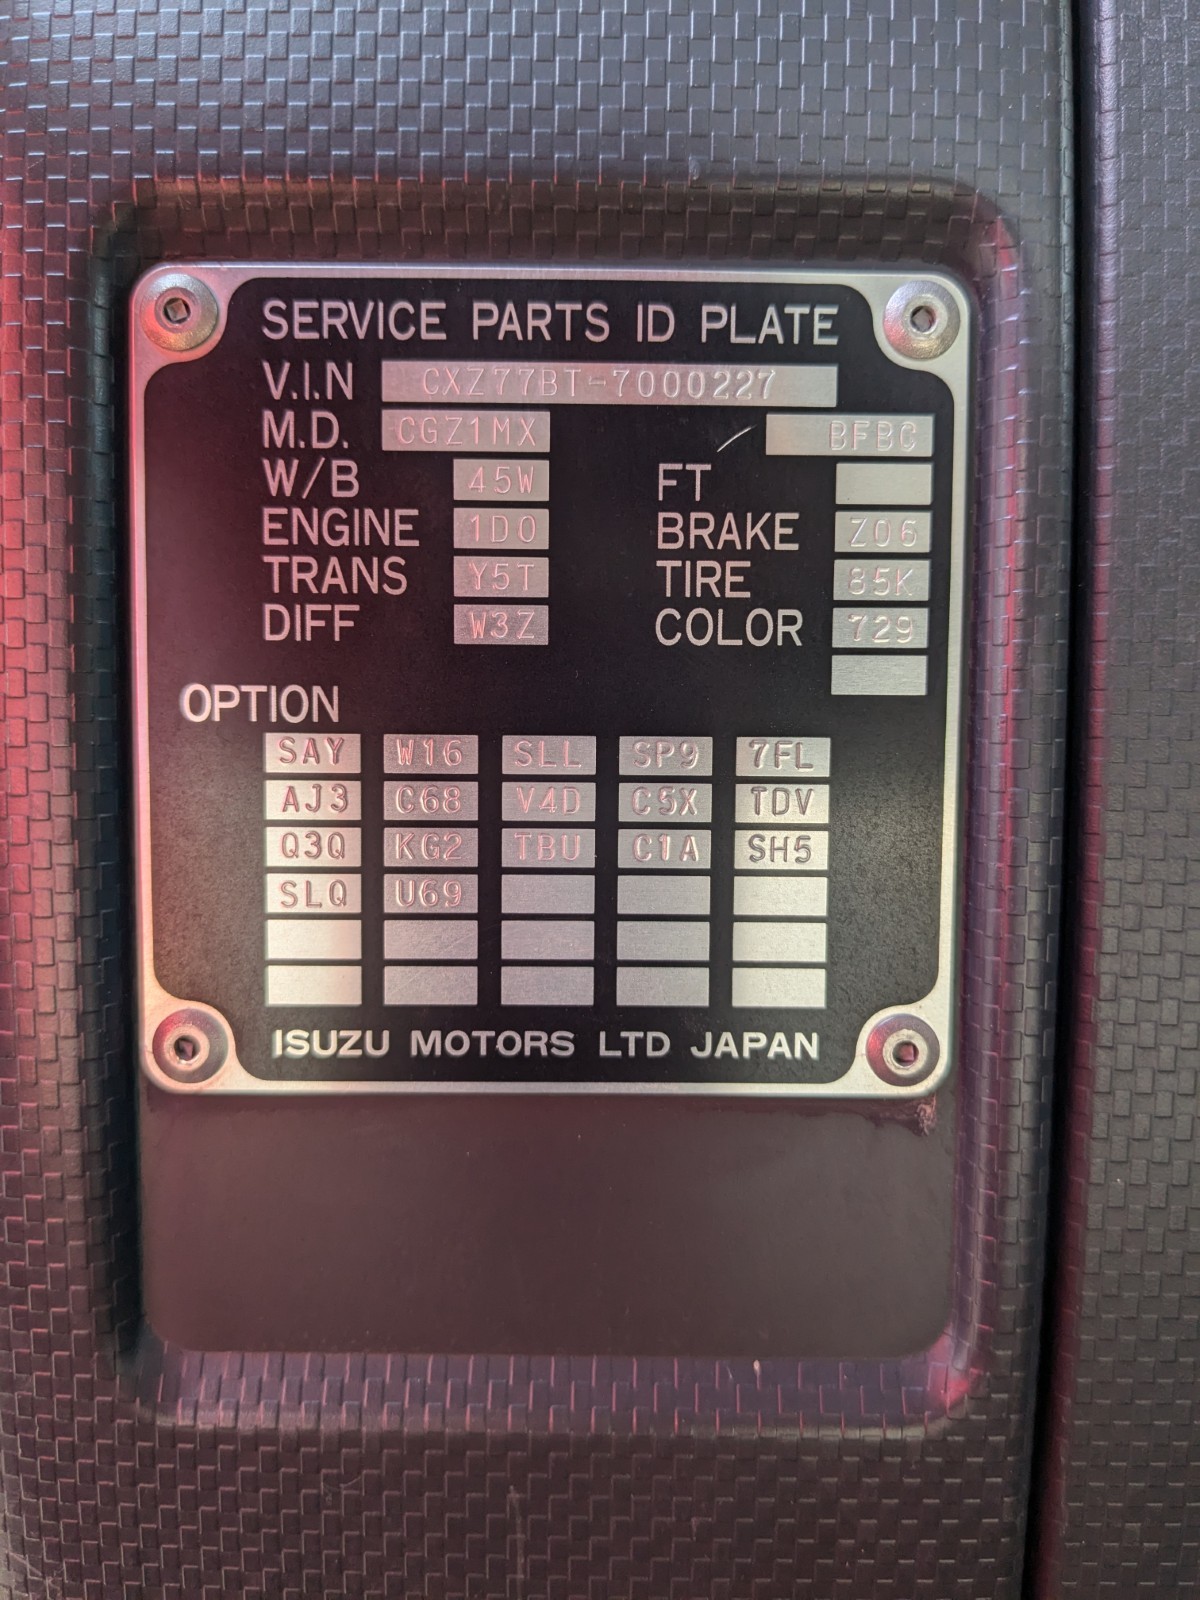 SERVICE PARTS ID PLATE
V.I.N CXZ77BT-7000227
M.D. CGZ1MX BFBC
W/B 45W FT
ENGINE 1D0 BRAKE Z06
TRANS Y5T TIRE 85K
DIFF W3Z COLOR 729
OPTION
SAY W16 SLL SP9 7FL
AJ3 C68 V4D C5X TDV
Q3Q KG2 TBU C1A SH5
SLQ U69
ISUZU MOTORS LTD JAPAN